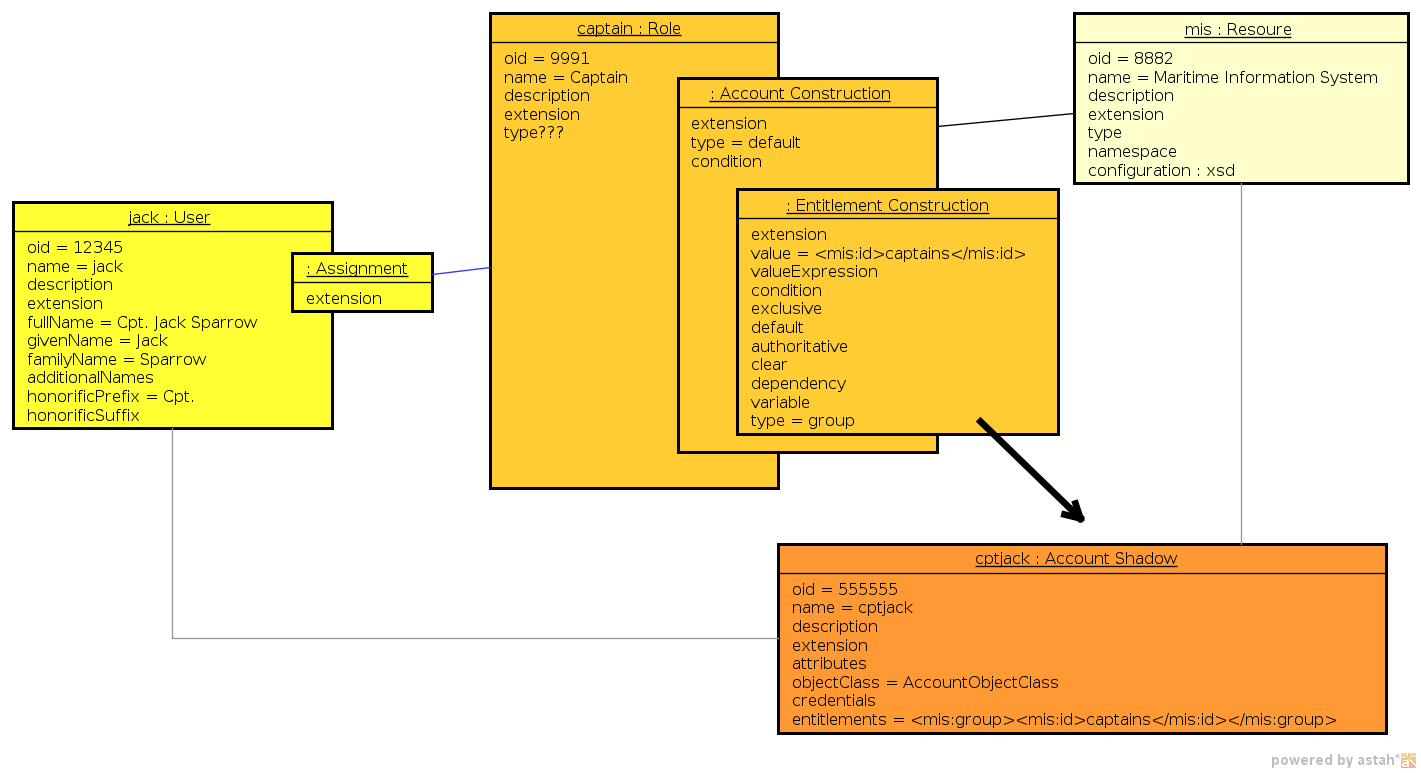 captain : Role
oid = 9991
name = Captain
description
extension
type???
: Account Construction
extension
type = default
condition
: Entitlement Construction
extension
value = <mis:id>captains</mis:id>
valueExpression
condition
exclusive
default
authoritative
clear
dependency
variable
type = group
mis : Resoure
oid = 8882
name = Maritime Information System
description
extension
type
namespace
configuration : xsd
jack : User
oid = 12345
name = jack
description
extension
fullName = Cpt. Jack Sparrow
givenName = Jack
familyName = Sparrow
additionalNames
honorificPrefix = Cpt.
honorificSuffix
: Assignment
extension
cptjack : Account Shadow
oid = 555555
name = cptjack
description
extension
attributes
objectClass = AccountObjectClass
credentials
entitlements = <mis:group><mis:id>captains</mis:id></mis:group>
powered by astah*